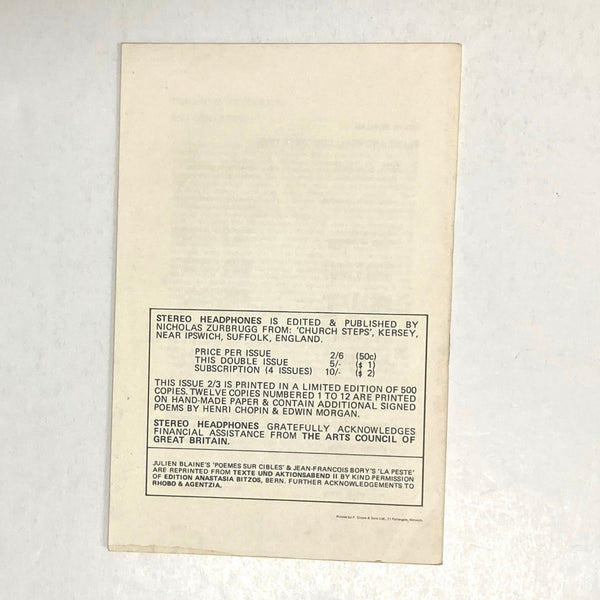 STEREO HEADPHONES IS EDITED & PUBLISHED BY
NICHOLAS ZURBRUGG FROM: 'CHURCH STEPS', KERSEY,
NEAR IPSWICH, SUFFOLK, ENGLAND.
PRICE PER ISSUE 2/6 (50c)
THIS DOUBLE ISSUE 5/- ($ 1)
SUBSCRIPTION (4 ISSUES) 10/- ($ 2)
THIS ISSUE 2/3 IS PRINTED IN A LIMITED EDITION OF 500
COPIES. TWELVE COPIES NUMBERED 1 TO 12 ARE PRINTED
ON HAND-MADE PAPER & CONTAIN ADDITIONAL SIGNED
POEMS BY HENRI CHOPIN & EDWIN MORGAN.
STEREO HEADPHONES GRATEFULLY ACKNOWLEDGES
FINANCIAL ASSISTANCE FROM THE ARTS COUNCIL OF
GREAT BRITAIN.
JULIEN BLAINE'S 'POEMES SUR CIBLES' & JEAN-FRANCOIS BORY'S 'LA PESTE'
ARE REPRINTED FROM TEXTE UND AKTIONSABEND II BY KIND PERMISSION
OF EDITION ANASTASIA BITZOS, BERN. FURTHER ACKNOWLEDGEMENTS TO
RHOBO & AGENTZIA.
Printed by F. & Sons Ltd., Norwich.